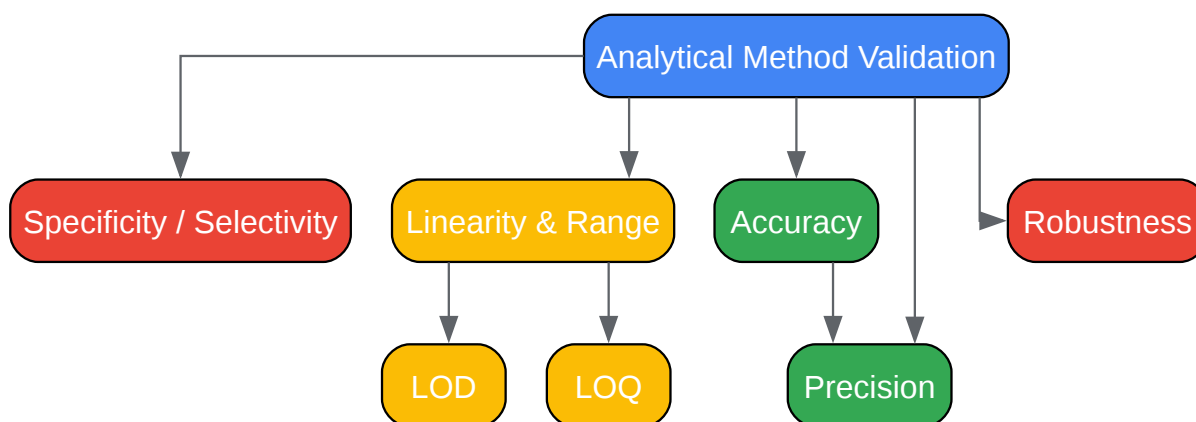 Analytical Method Validation
Specificity / Selectivity
Linearity & Range
Accuracy
Robustness
LOD
LOQ
Precision